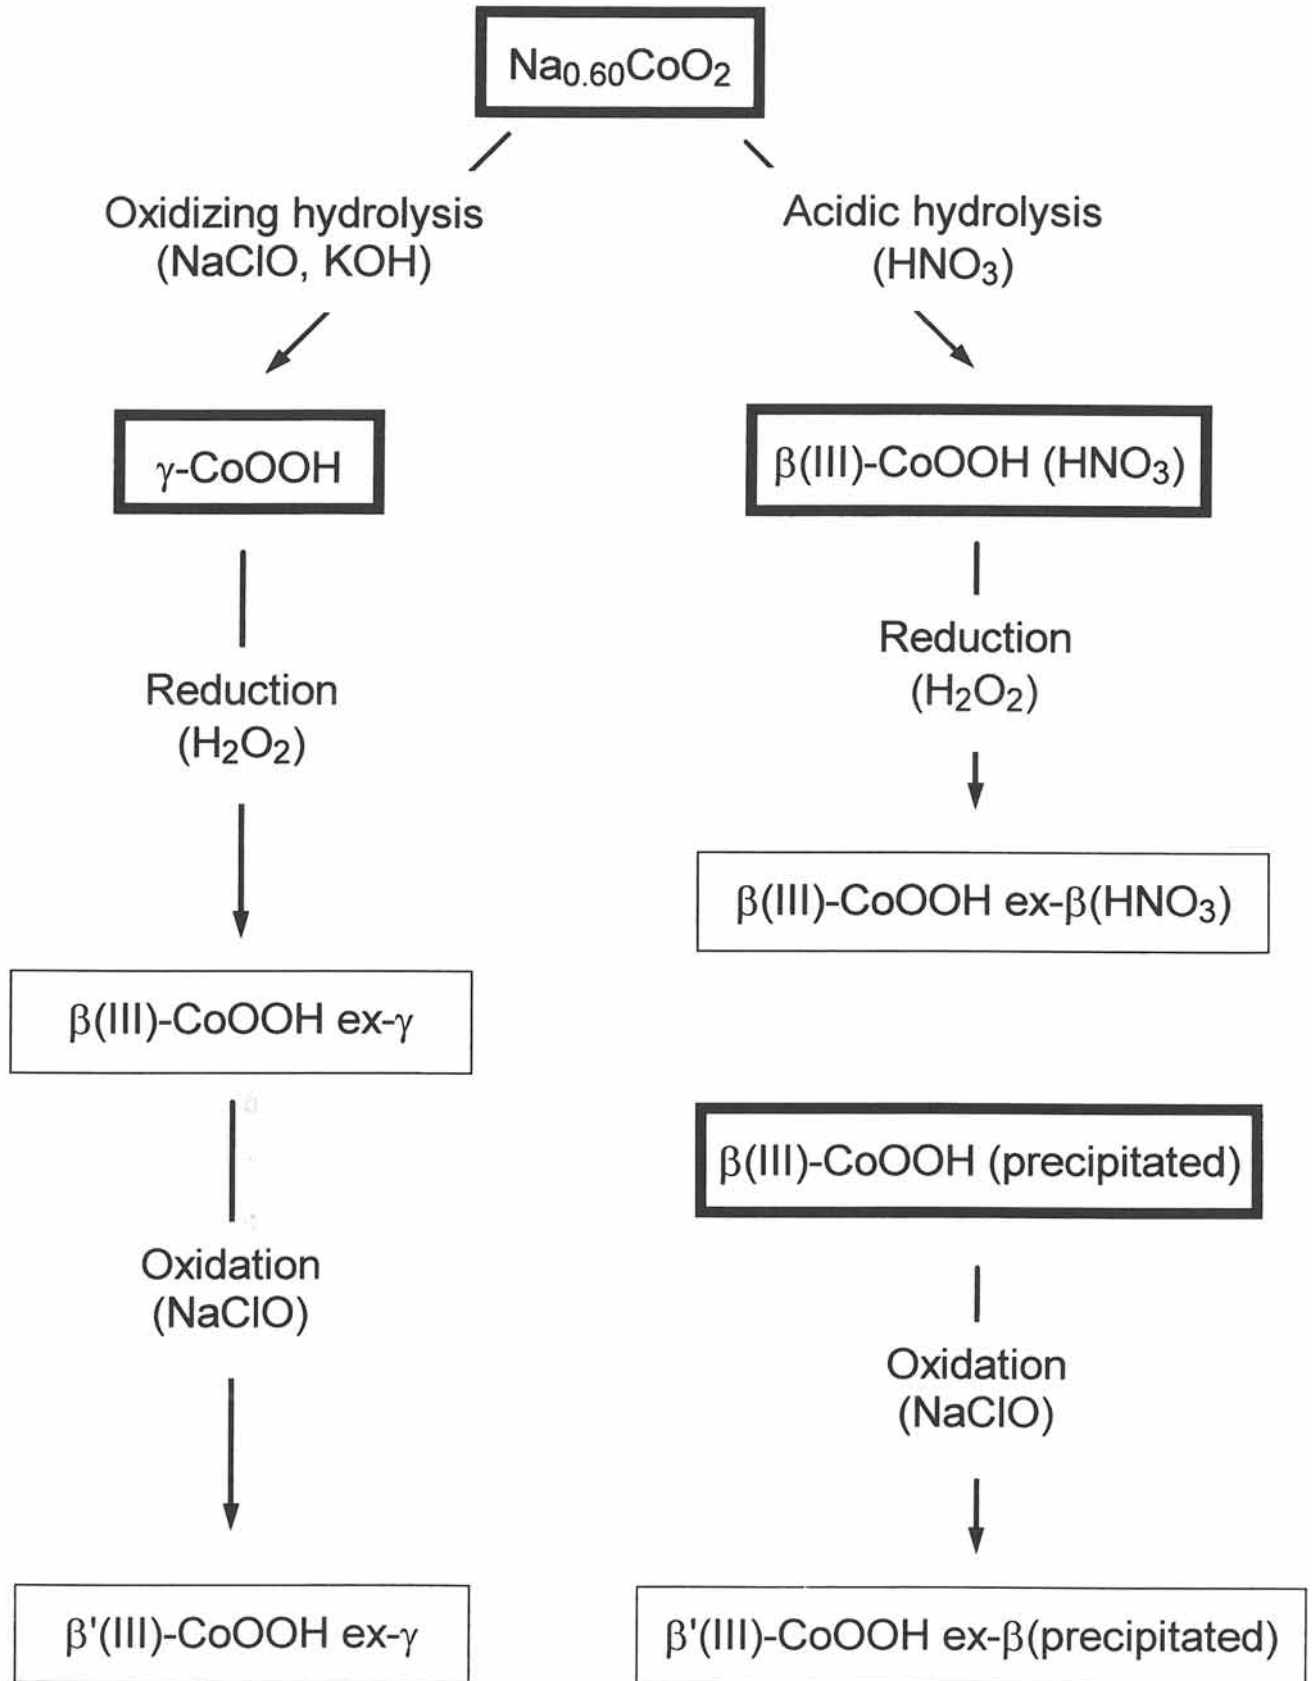 Na0.60CoO2
Oxidizing hydrolysis
(NaClO, KOH)
Acidic hydrolysis
(HNO3)
γ-CoOOH
β(III)-CoOOH (HNO3)
Reduction
(H2O2)
Reduction
(H2O2)
β(III)-CoOOH ex-β(HNO3)
β(III)-CoOOH ex-γ
β(III)-CoOOH (precipitated)
Oxidation
(NaClO)
Oxidation
(NaClO)
β'(III)-CoOOH ex-γ
β'(III)-CoOOH ex-β(precipitated)